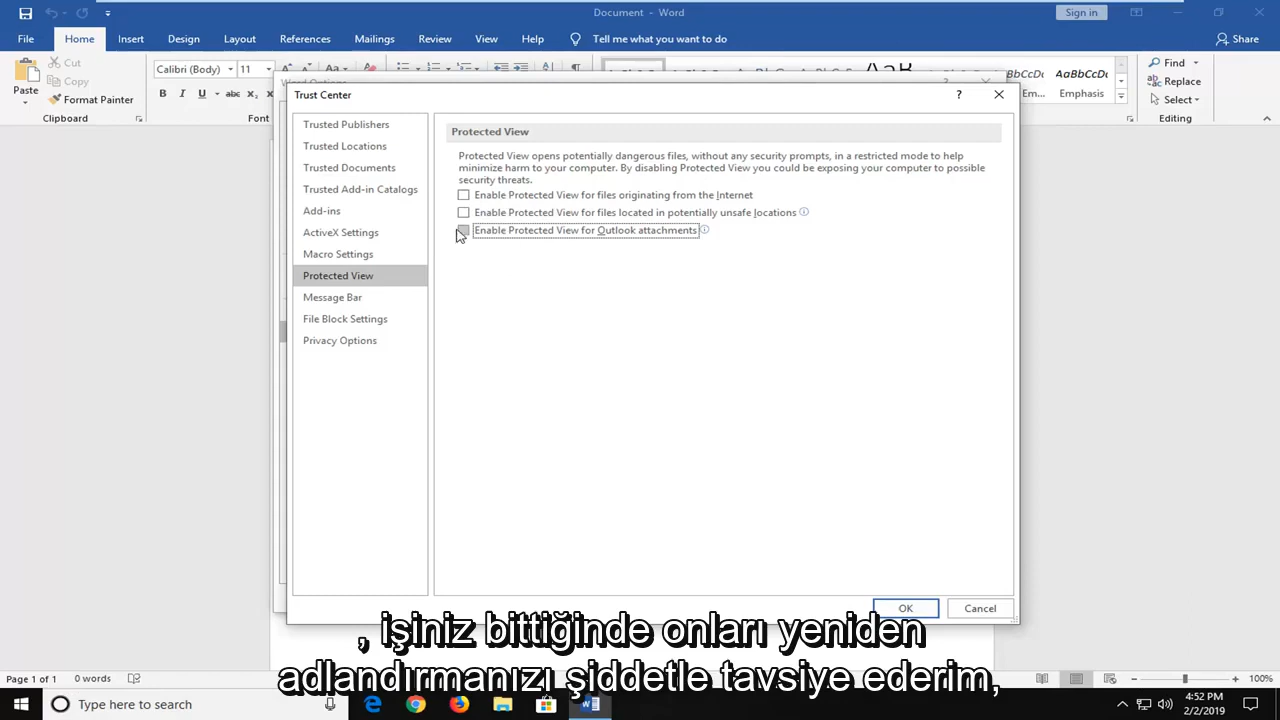 Document - Word
Sign in
File Home Insert Design Layout References Mailings Review View Help Tell me what you want to do Share
Paste
Cut
Copy
Format Painter
Clipboard
Calibri (Body) 11
B I U abc
Font
Em...
AaBbCcDc
Emphasis
Find
Replace
Select
Editing
Trust Center
Trusted Publishers
Trusted Locations
Trusted Documents
Trusted Add-in Catalogs
Add-ins
ActiveX Settings
Macro Settings
Protected View
Message Bar
File Block Settings
Privacy Options
Protected View
Protected View opens potentially dangerous files, without any security prompts, in a restricted mode to help
minimize harm to your computer. By disabling Protected View you could be exposing your computer to possible
security threats.
Enable Protected View for files originating from the Internet
Enable Protected View for files located in potentially unsafe locations
Enable Protected View for Outlook attachments
OK Cancel
, işiniz bittiğinde onları yeniden
adlandırmanızı şiddetle tavsiye ederim,
Page 1 of 1 0 words
100%
Type here to search
4:52 PM
2/2/2019